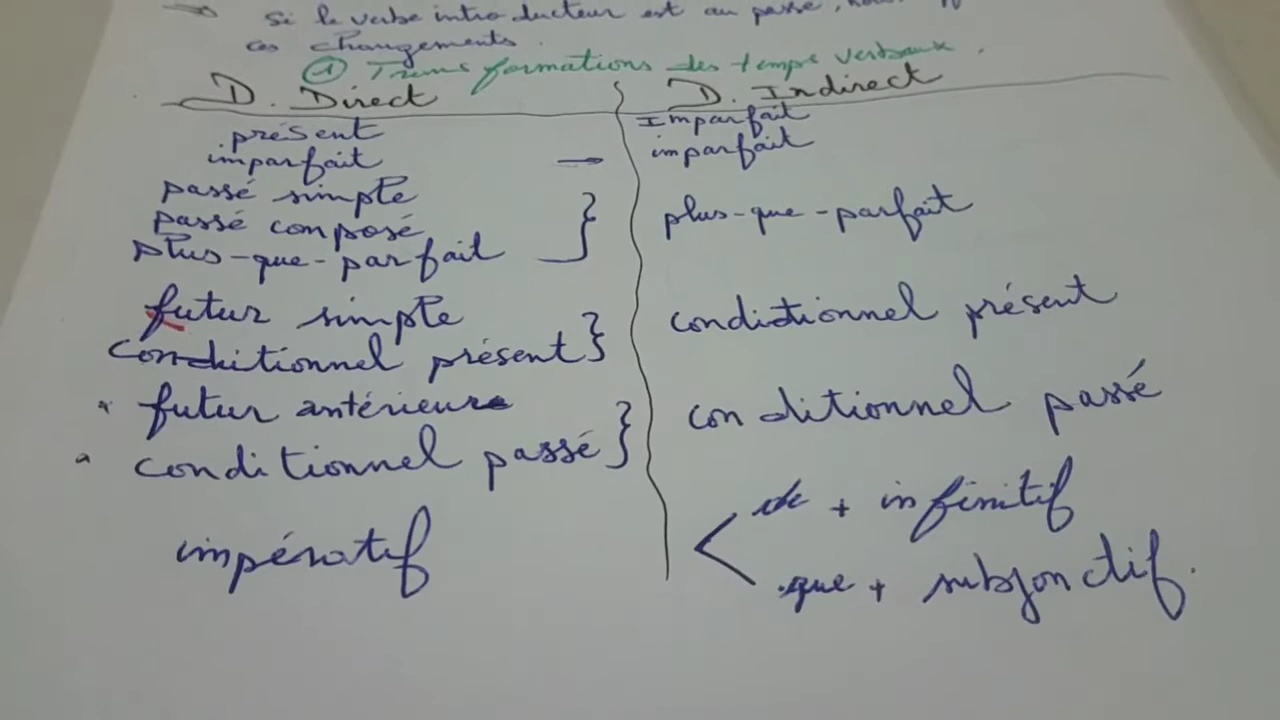 si le verbe introducteur est au passé,
ces changements.
① Transformations des temps verbaux.
D. Direct D. Indirect
présent Imparfait
imparfait → imparfait
passé simple
passé composé } plus-que-parfait
plus-que-parfait
futur simple } conditionnel présent
conditionnel présent
futur antérieur } conditionnel passé
conditionnel passé
impératif < de + infinitif
que + subjonctif.